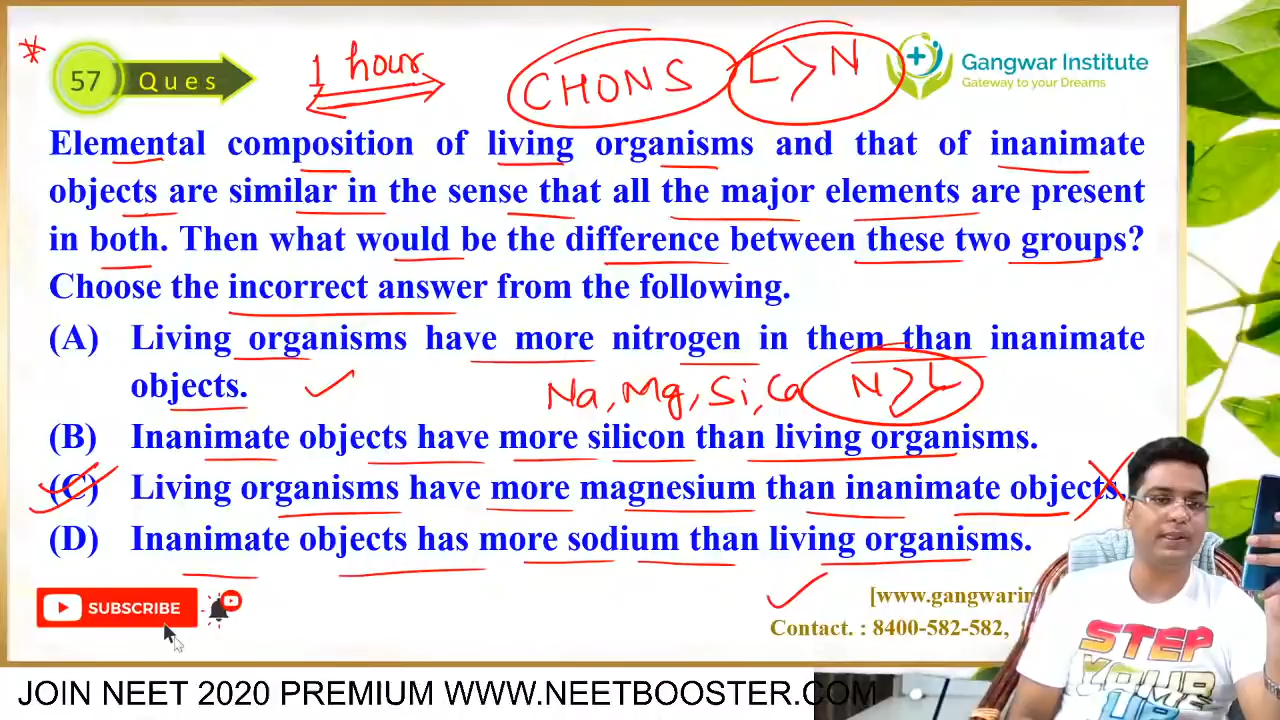 * 57 Ques 1 hour CHONS L > N Gangwar Institute
Gateway to your Dreams
Elemental composition of living organisms and that of inanimate
objects are similar in the sense that all the major elements are present
in both. Then what would be the difference between these two groups?
Choose the incorrect answer from the following.
(A) Living organisms have more nitrogen in them than inanimate
objects. Na, Mg, Si, Ca N > L
(B) Inanimate objects have more silicon than living organisms.
(C) Living organisms have more magnesium than inanimate objects.
(D) Inanimate objects has more sodium than living organisms.
SUBSCRIBE
[www.gangwarin
Contact. : 8400-582-582,
STEP
YOUR
UP
JOIN NEET 2020 PREMIUM WWW.NEETBOOSTER.COM